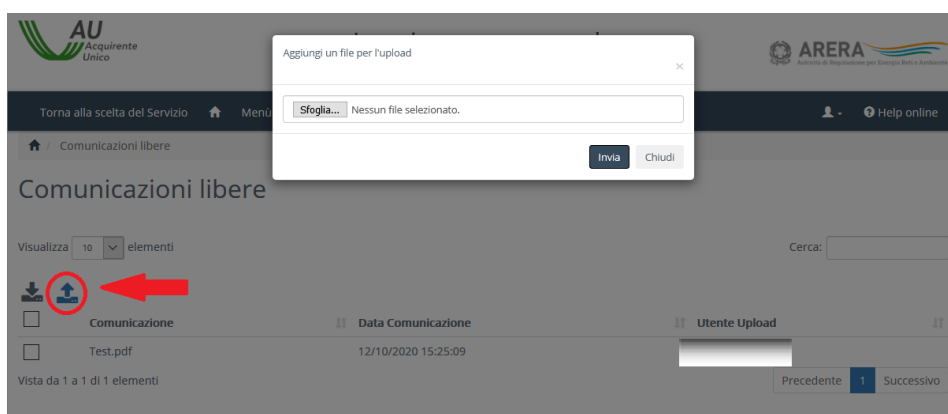 AU
Acquirente
Unico
Aggiungi un file per l'upload
×
ARERA
Autorità di Regolazione per Energia Reti e Ambiente
Sfoglia... Nessun file selezionato.
Torna alla scelta del Servizio Menù
Help online
/ Comunicazioni libere
Invia Chiudi
Comunicazioni libere
Visualizza 10 elementi
Cerca:
Comunicazione Data Comunicazione Utente Upload
Test.pdf 12/10/2020 15:25:09
Vista da 1 a 1 di 1 elementi
Precedente 1 Successivo